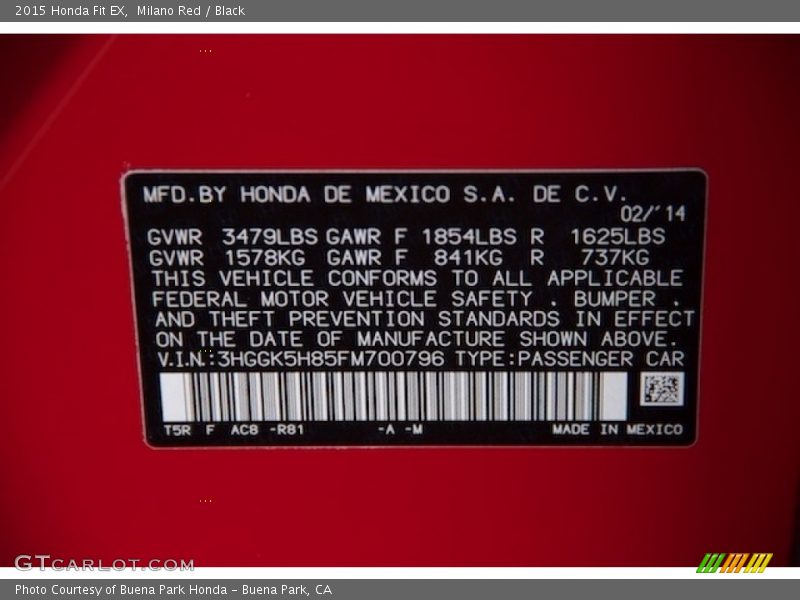 2015 Honda Fit EX, Milano Red / Black
MFD.BY HONDA DE MEXICO S.A. DE C.V.
02/"14
GVWR 3479LBS GAWR F 1854LBS R 1625LBS
GVWR 1578KG GAWR F 841KG R 737KG
THIS VEHICLE CONFORMS TO ALL APPLICABLE
FEDERAL MOTOR VEHICLE SAFETY . BUMPER .
AND THEFT PREVENTION STANDARDS IN EFFECT
ON THE DATE OF MANUFACTURE SHOWN ABOVE.
V.I.N.:3HGGK5H85FM700796 TYPE:PASSENGER CAR
T5R F AC8 -R81 -A -M MADE IN MEXICO
GTCARLOT.COM
Photo Courtesy of Buena Park Honda – Buena Park, CA